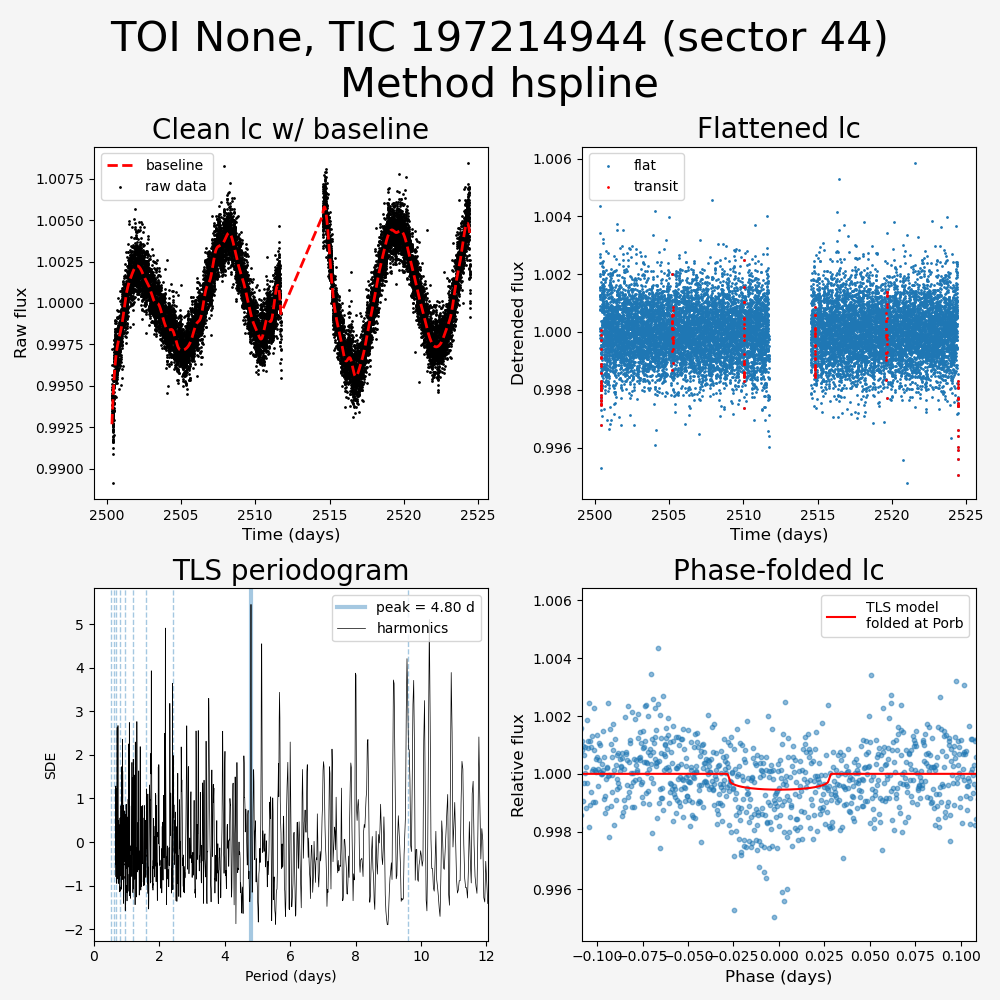 TOI None, TIC 197214944 (sector 44)
Method hspline
Clean lc w/ baseline
Flattened lc
baseline
raw data
flat
transit
Raw flux
1.0075
1.0050
1.0025
1.0000
0.9975
0.9950
0.9925
0.9900
2500
2505
2510
2515
2520
2525
Time (days)
Detrended flux
1.006
1.004
1.002
1.000
0.998
0.996
2500
2505
2510
2515
2520
2525
Time (days)
TLS periodogram
Phase-folded lc
peak = 4.80 d
harmonics
TLS model
folded at Porb
SDE
5
4
3
2
1
0
−1
−2
0
2
4
6
8
10
12
Period (days)
Relative flux
1.006
1.004
1.002
1.000
0.998
0.996
−0.100
−0.075
−0.050
−0.025
0.000
0.025
0.050
0.075
0.100
Phase (days)